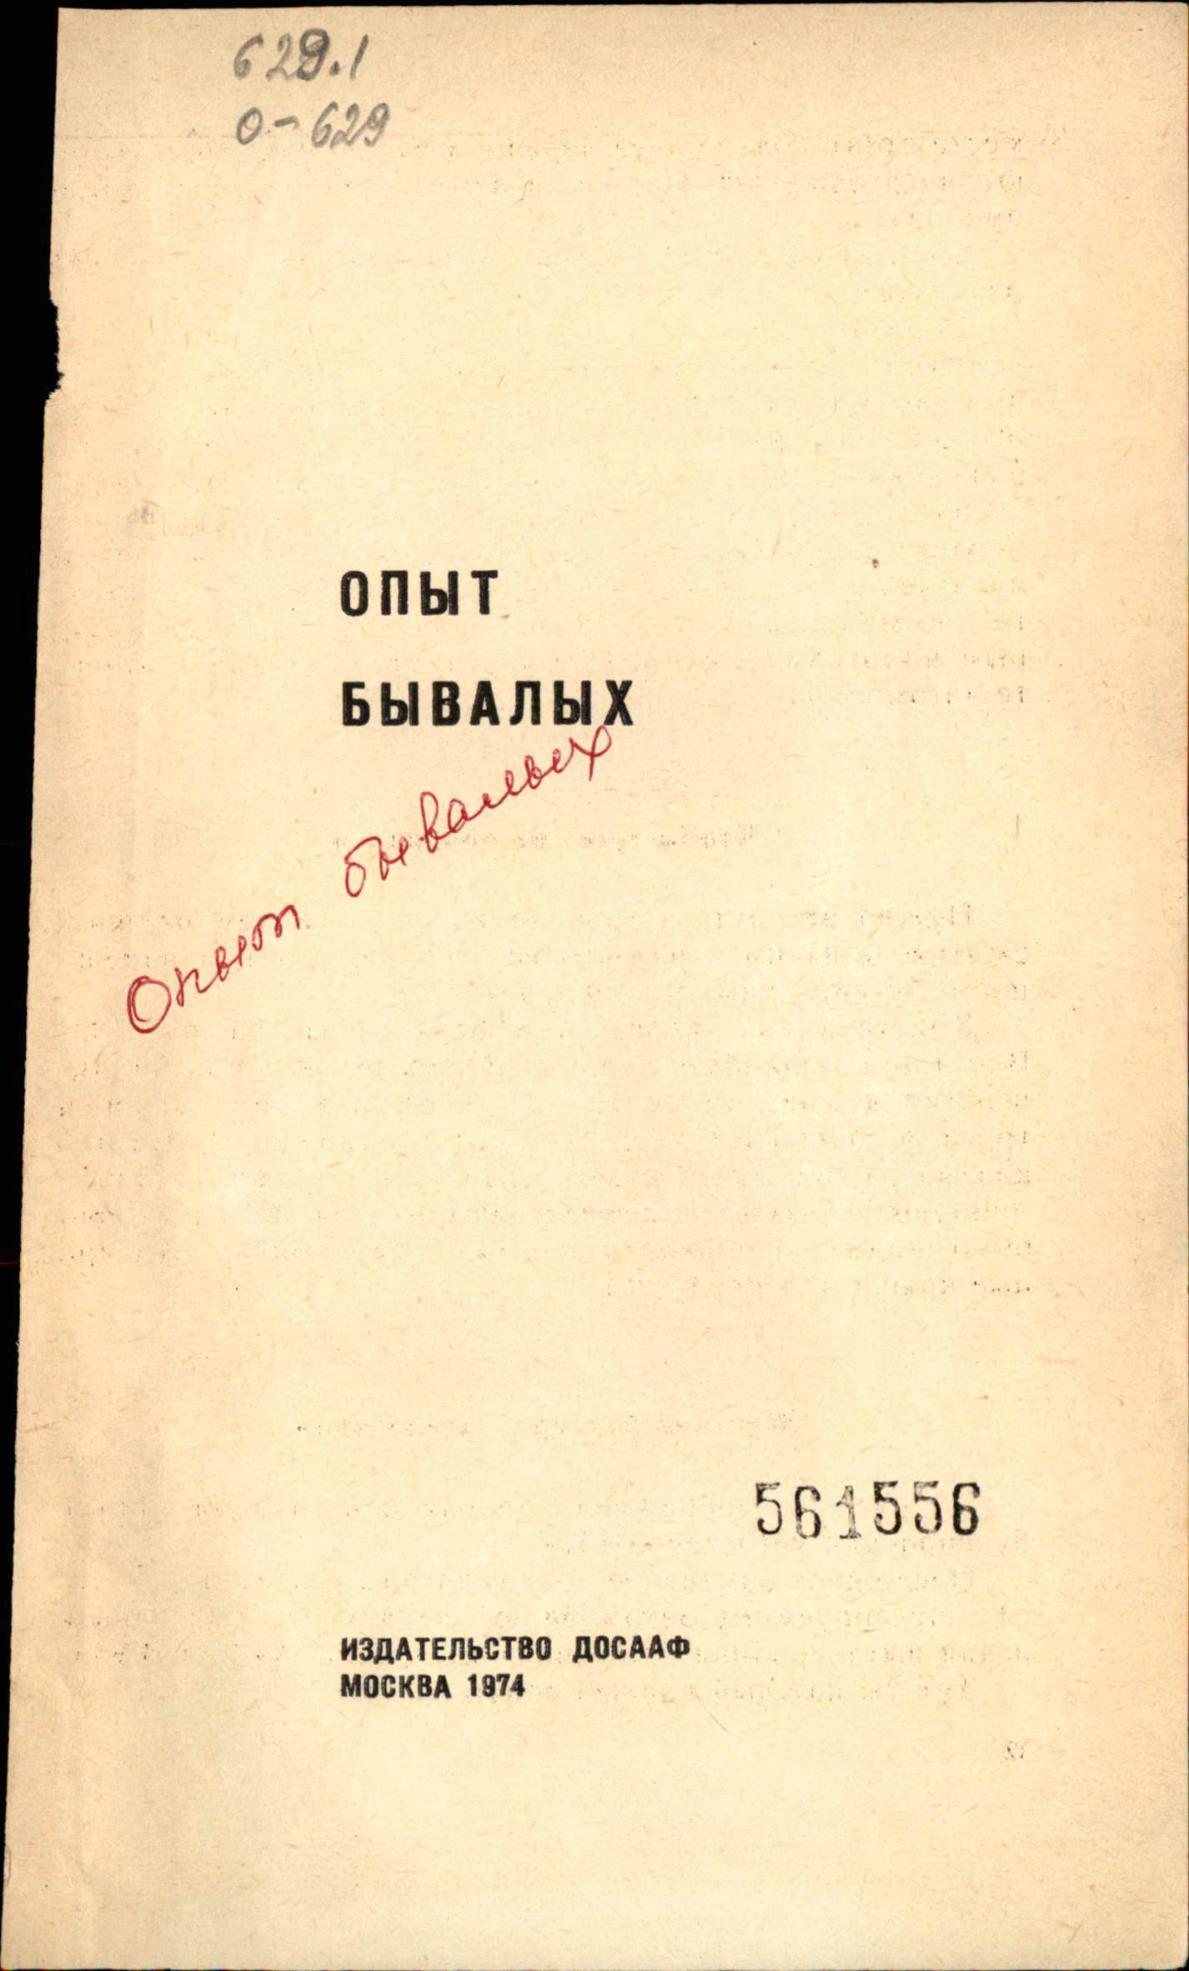 629.1
О-629
ОПЫТ
БЫВАЛЫХ
Опыт бывалых
561556
ИЗДАТЕЛЬСТВО ДОСААФ
МОСКВА 1974